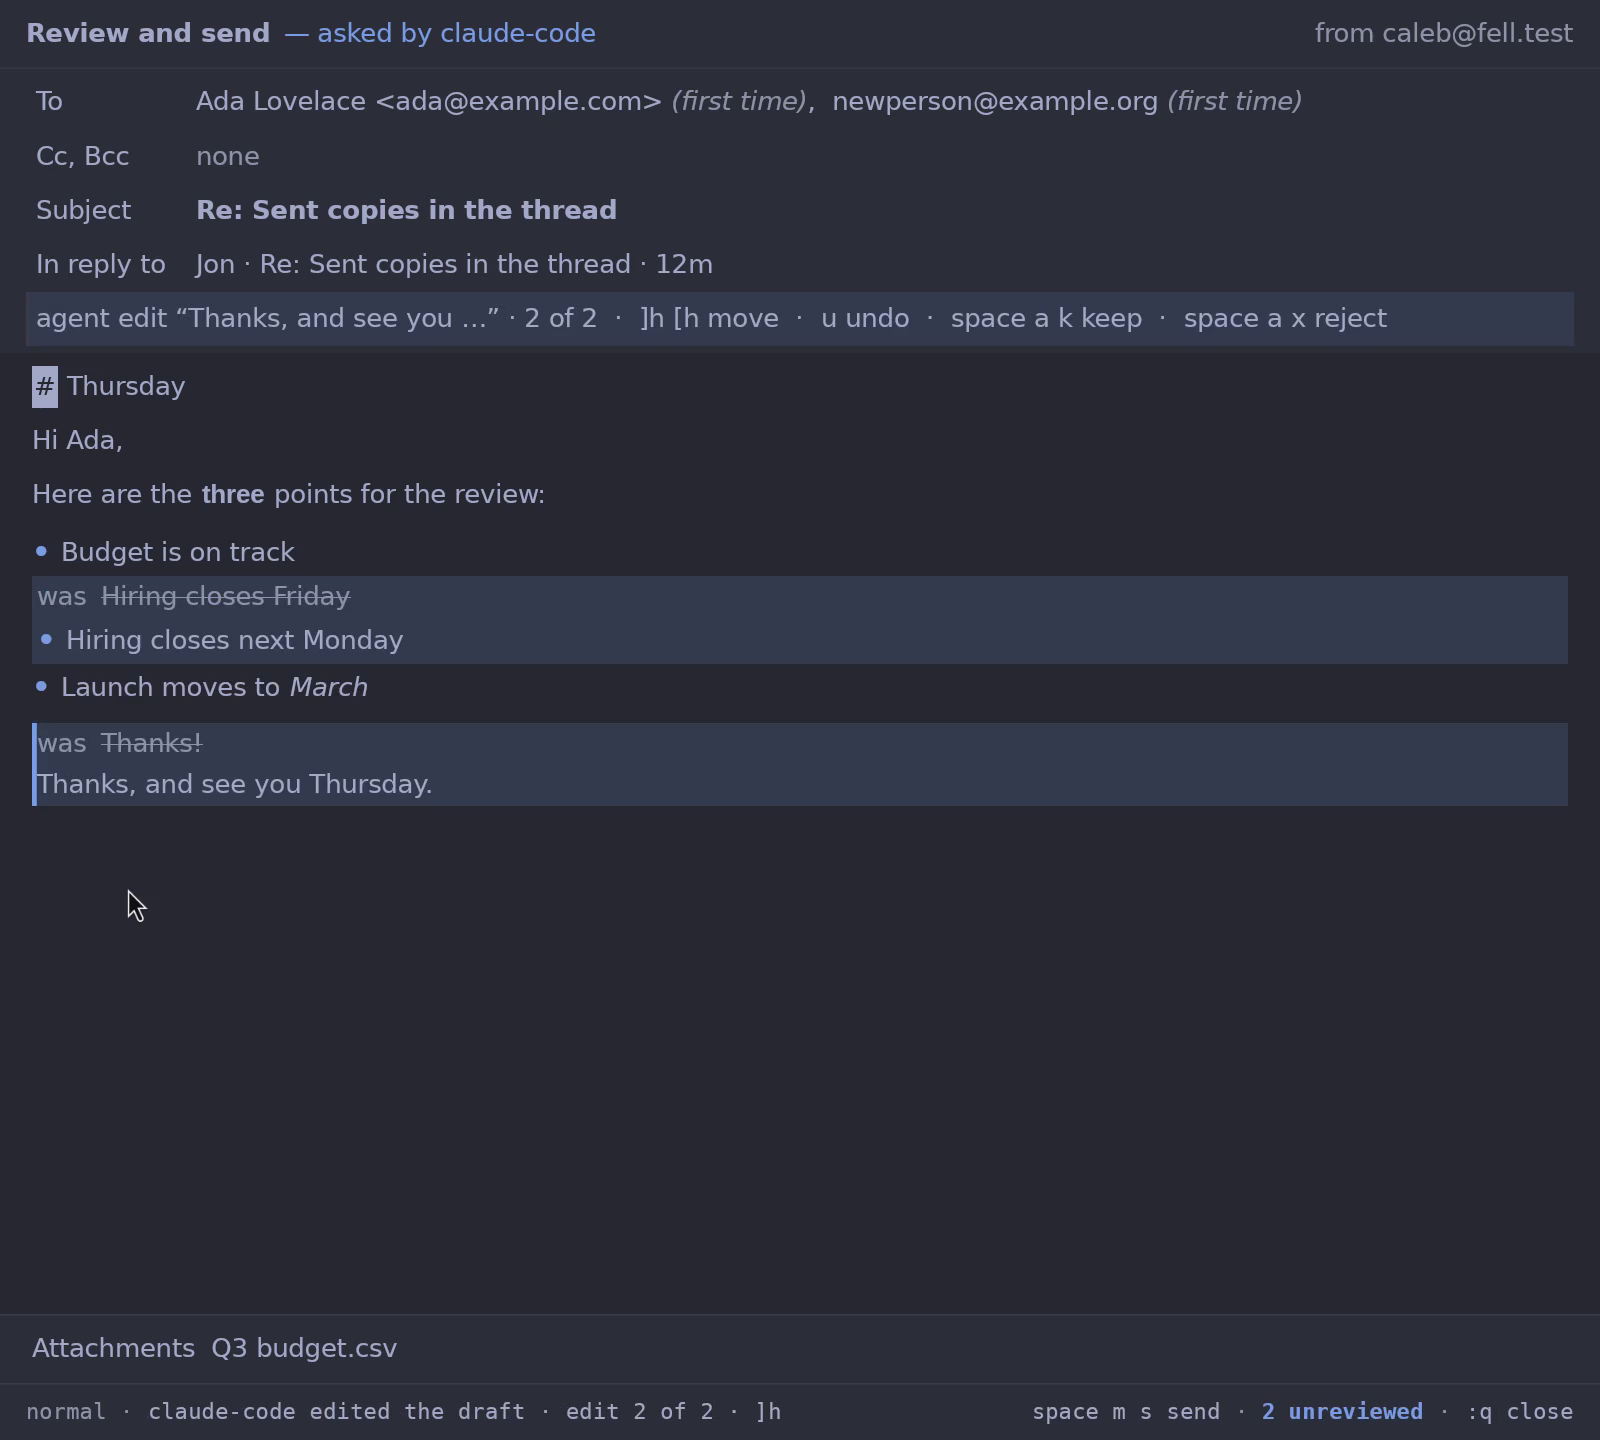 Review and send — asked by claude-code from caleb@fell.test
To Ada Lovelace <ada@example.com> (first time), newperson@example.org (first time)
Cc, Bcc none
Subject Re: Sent copies in the thread
In reply to Jon · Re: Sent copies in the thread · 12m
agent edit “Thanks, and see you …” · 2 of 2 · ]h [h move · u undo · space a k keep · space a x reject
# Thursday
Hi Ada,
Here are the three points for the review:
• Budget is on track
was Hiring closes Friday
• Hiring closes next Monday
• Launch moves to March
was Thanks!
Thanks, and see you Thursday.
Attachments Q3 budget.csv
normal · claude-code edited the draft · edit 2 of 2 · ]h space m s send · 2 unreviewed · :q close